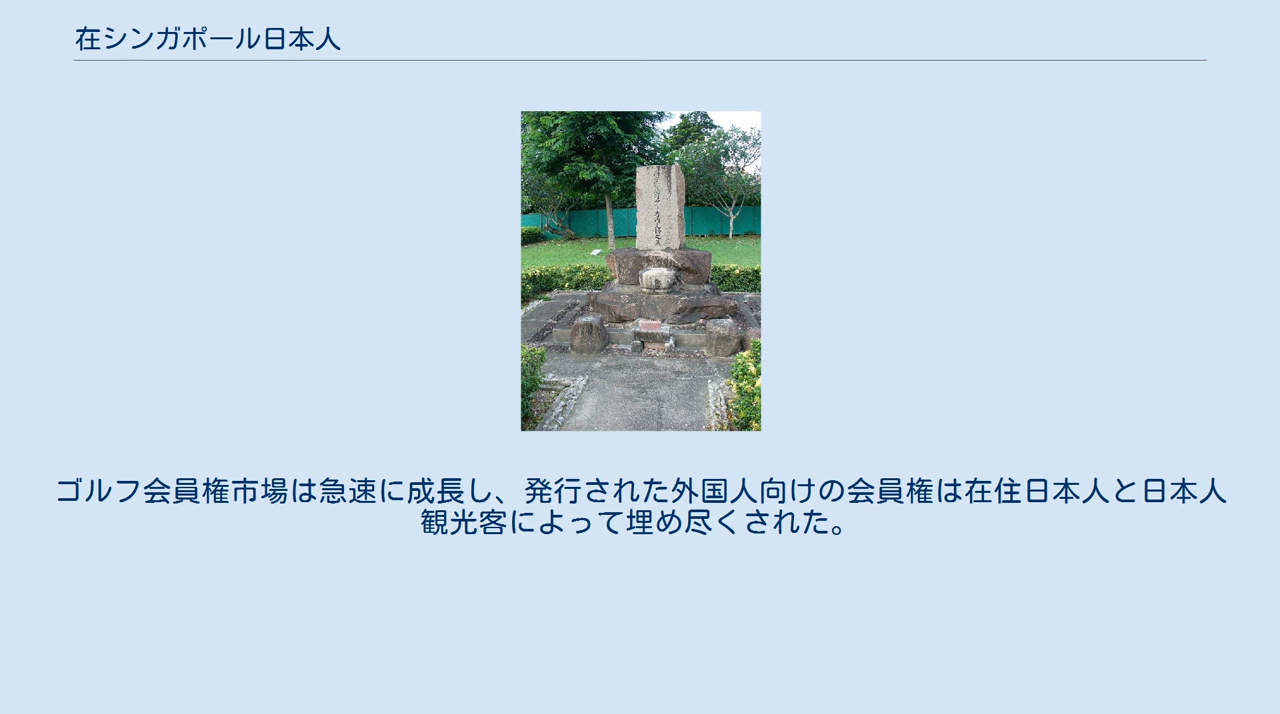 在シンガポール日本人
ゴルフ会員権市場は急速に成長し、発行された外国人向けの会員権は在住日本人と日本人
観光客によって埋め尽くされた。